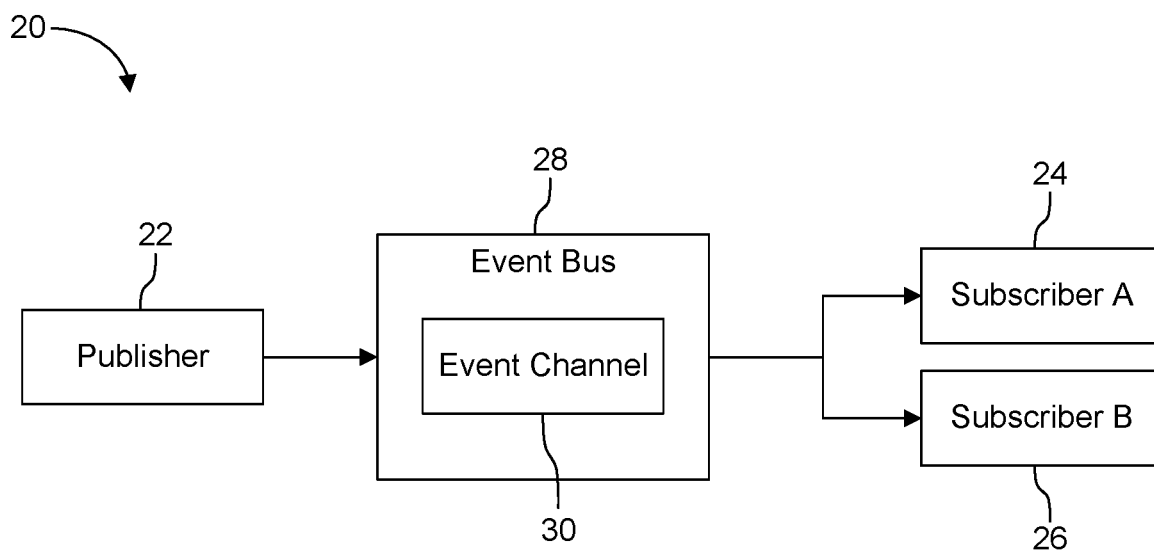 20
28
24
22
Event Bus
Subscriber A
Publisher
Event Channel
Subscriber B
30
26